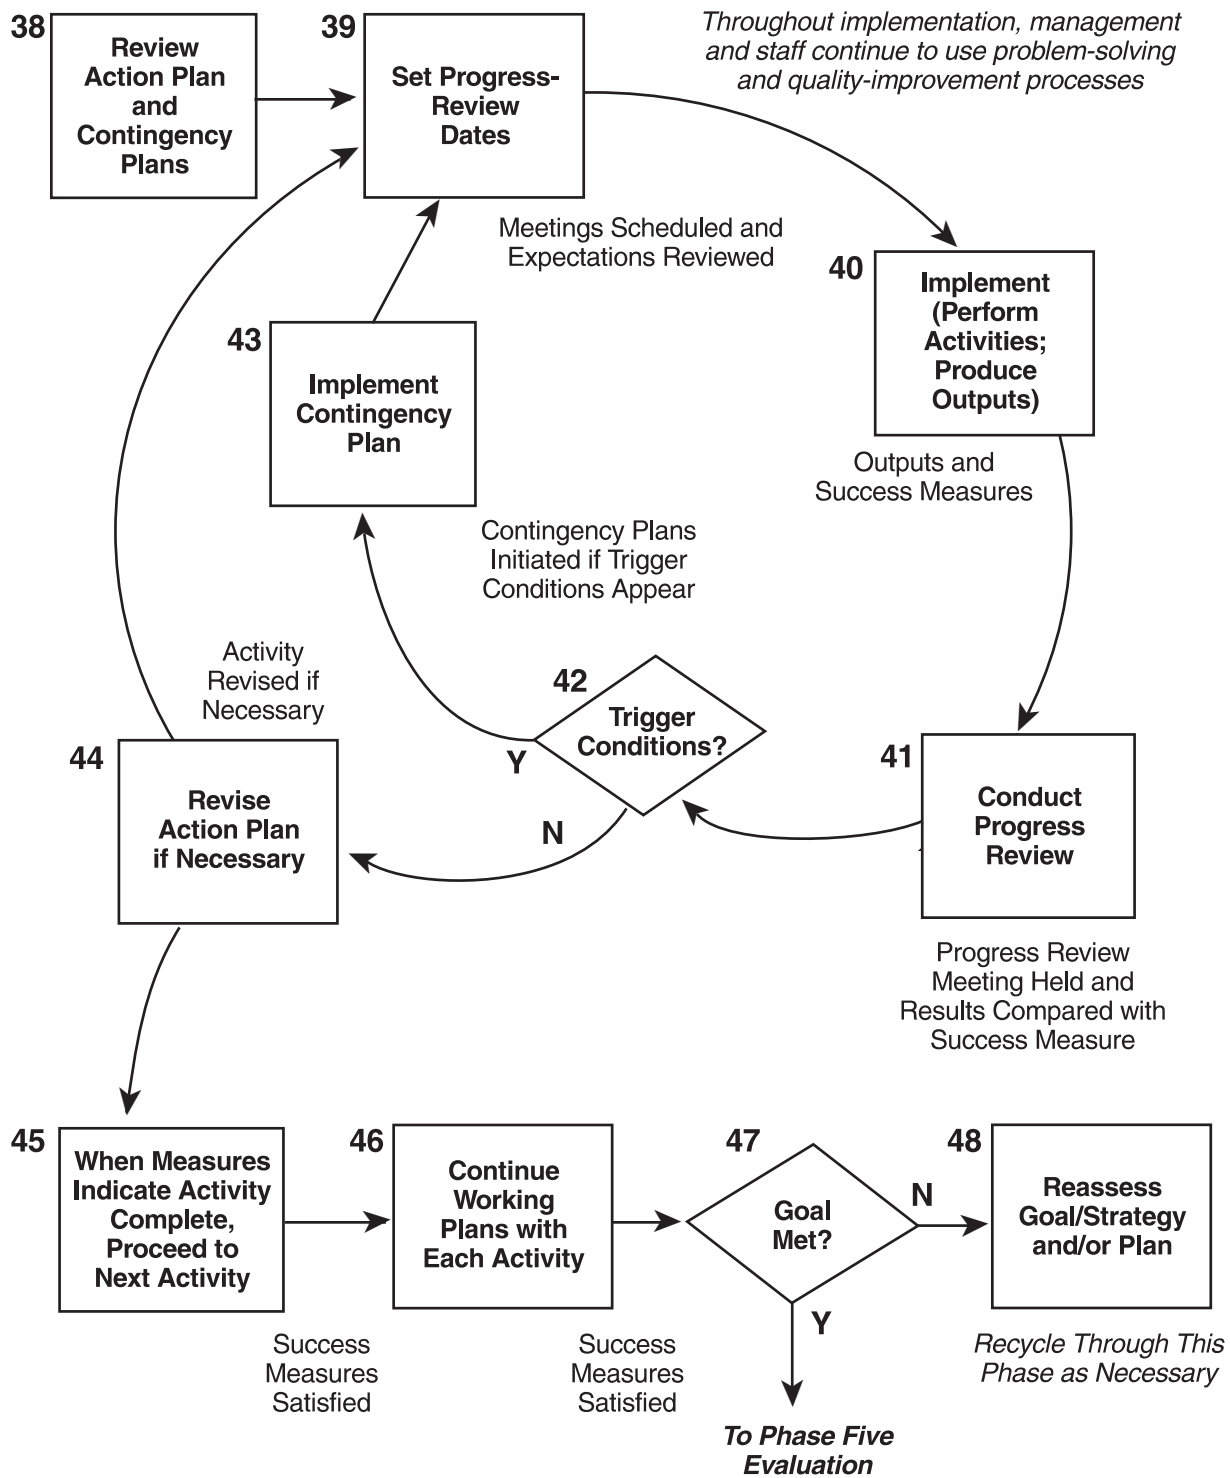 38
Review
Action Plan
and
Contingency
Plans
39
Set Progress-
Review
Dates
Throughout implementation, management
and staff continue to use problem-solving
and quality-improvement processes
Meetings Scheduled and
Expectations Reviewed
40
Implement
(Perform
Activities;
Produce
Outputs)
Outputs and
Success Measures
43
Implement
Contingency
Plan
Contingency Plans
Initiated if Trigger
Conditions Appear
Activity
Revised if
Necessary
42
Trigger
Conditions?
Y
N
41
Conduct
Progress
Review
Progress Review
Meeting Held and
Results Compared with
Success Measure
44
Revise
Action Plan
if Necessary
45
When Measures
Indicate Activity
Complete,
Proceed to
Next Activity
Success
Measures
Satisfied
46
Continue
Working
Plans with
Each Activity
Success
Measures
Satisfied
47
Goal
Met?
N
Y
To Phase Five
Evaluation
48
Reassess
Goal/Strategy
and/or Plan
Recycle Through This
Phase as Necessary